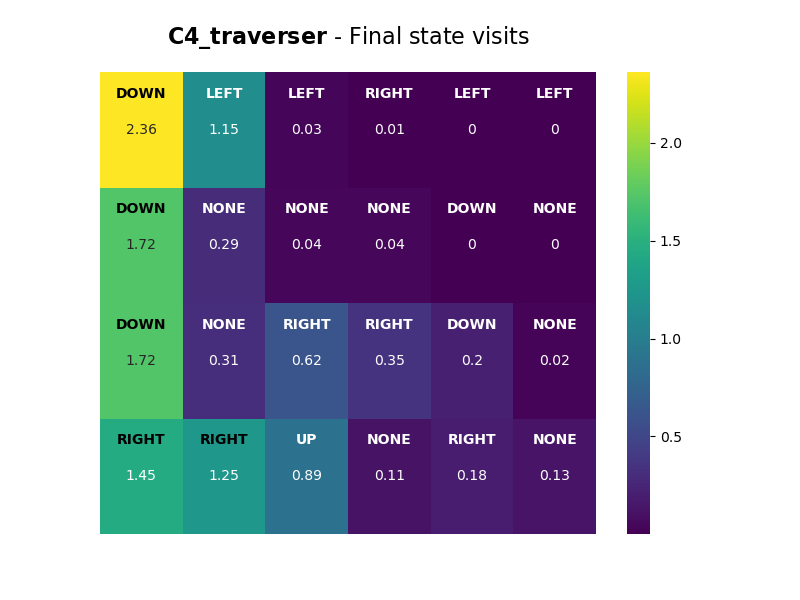 C4_traverser - Final state visits
DOWN LEFT LEFT RIGHT LEFT LEFT
2.36 1.15 0.03 0.01 0 0
DOWN NONE NONE NONE DOWN NONE
1.72 0.29 0.04 0.04 0 0
DOWN NONE RIGHT RIGHT DOWN NONE
1.72 0.31 0.62 0.35 0.2 0.02
RIGHT RIGHT UP NONE RIGHT NONE
1.45 1.25 0.89 0.11 0.18 0.13
2.0
1.5
1.0
0.5